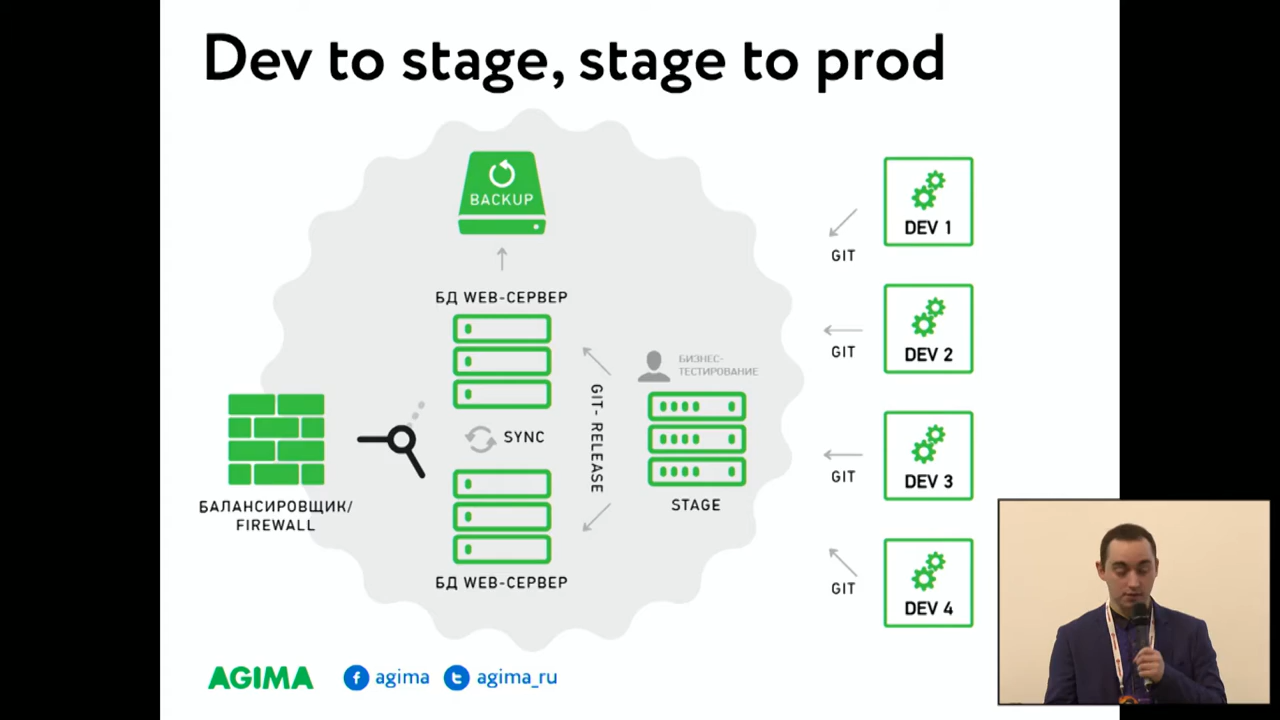 Dev to stage, stage to prod
BACKUP
БД WEB-СЕРВЕР
БИЗНЕС-
ТЕСТИРОВАНИЕ
GIT- RELEASE
SYNC
STAGE
БАЛАНСИРОВЩИК/
FIREWALL
БД WEB-СЕРВЕР
DEV 1
GIT
DEV 2
GIT
DEV 3
GIT
DEV 4
GIT
AGIMA
agima
agima_ru